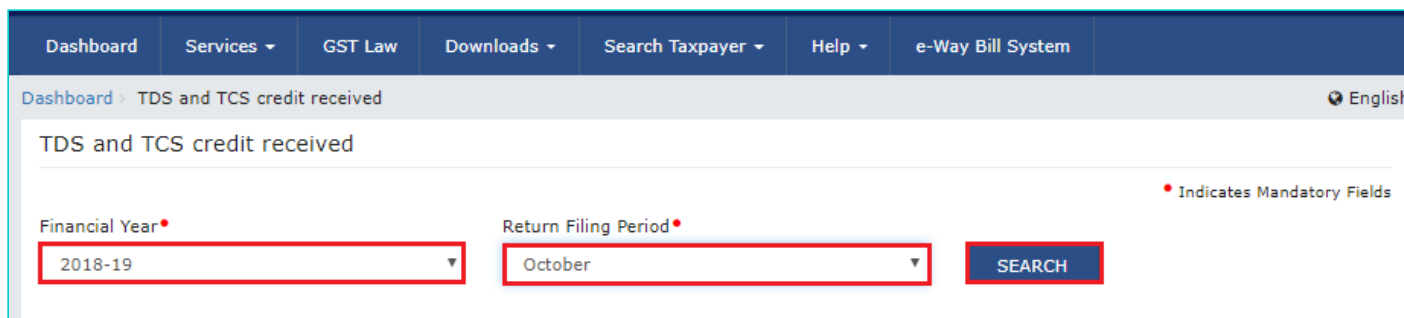 Dashboard Services GST Law Downloads Search Taxpayer Help e-Way Bill System
Dashboard > TDS and TCS credit received English
TDS and TCS credit received
• Indicates Mandatory Fields
Financial Year• Return Filing Period•
2018-19 October SEARCH